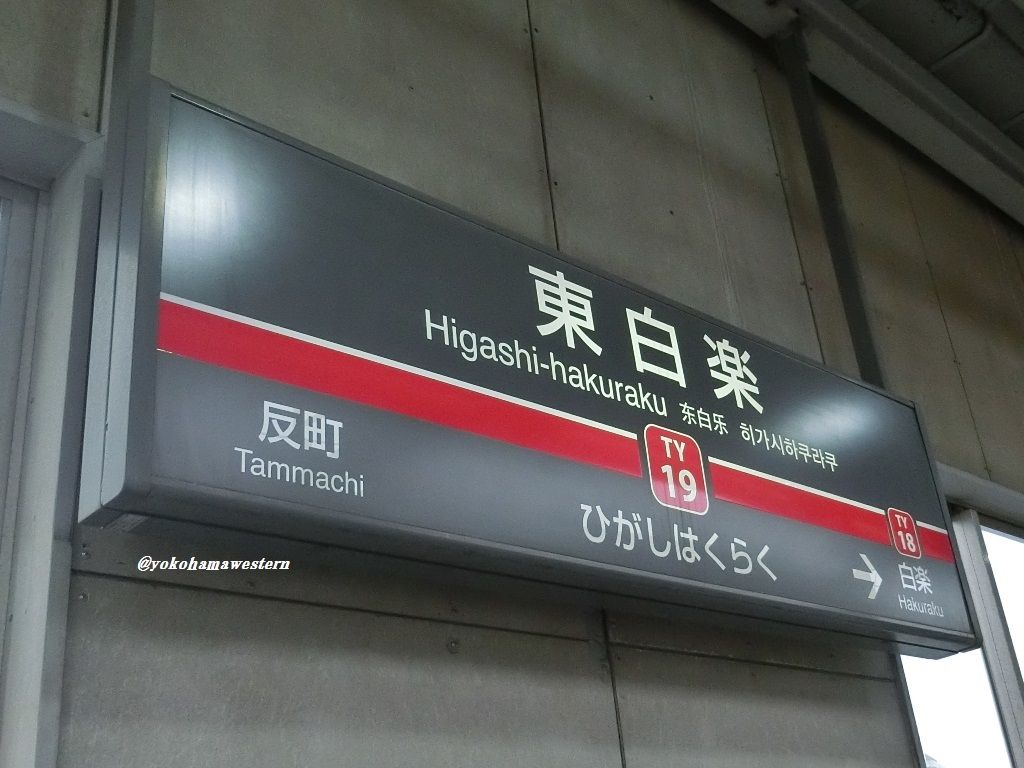 東白楽
Higashi-hakuraku 东白乐 히가시하쿠라쿠
TY
19
ひがしはくらく
反町
Tammachi
TY
18
→ 白楽
Hakuraku
@yokohamawestern